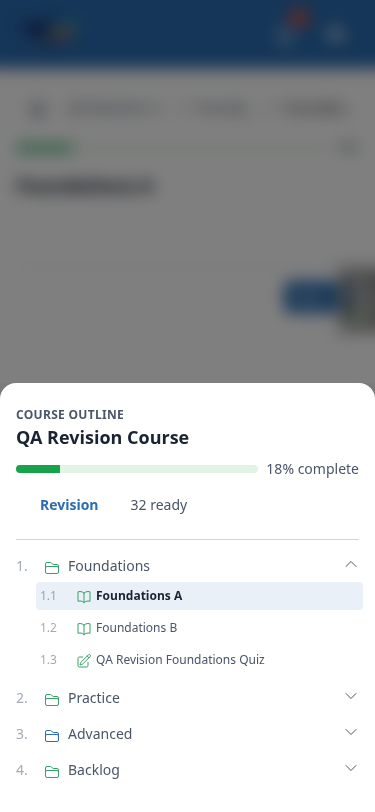 COURSE OUTLINE
QA Revision Course
18% complete
Revision 32 ready
1. Foundations
1.1 Foundations A
1.2 Foundations B
1.3 QA Revision Foundations Quiz
2. Practice
3. Advanced
4. Backlog